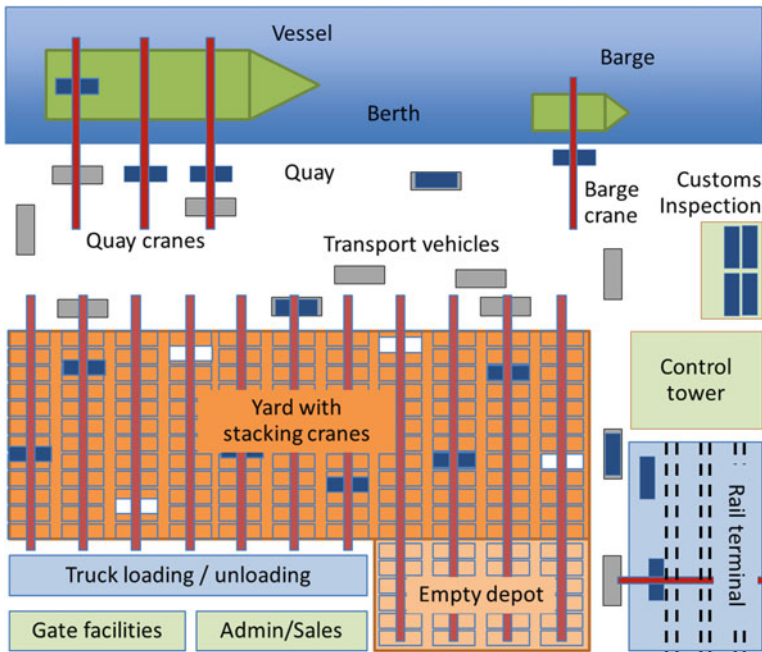 Vessel
Barge
Berth
Quay
Barge
crane
Customs
Inspection
Quay cranes
Transport vehicles
Control
tower
Yard with
stacking cranes
Rail terminal
Truck loading / unloading
Empty depot
Gate facilities
Admin/Sales